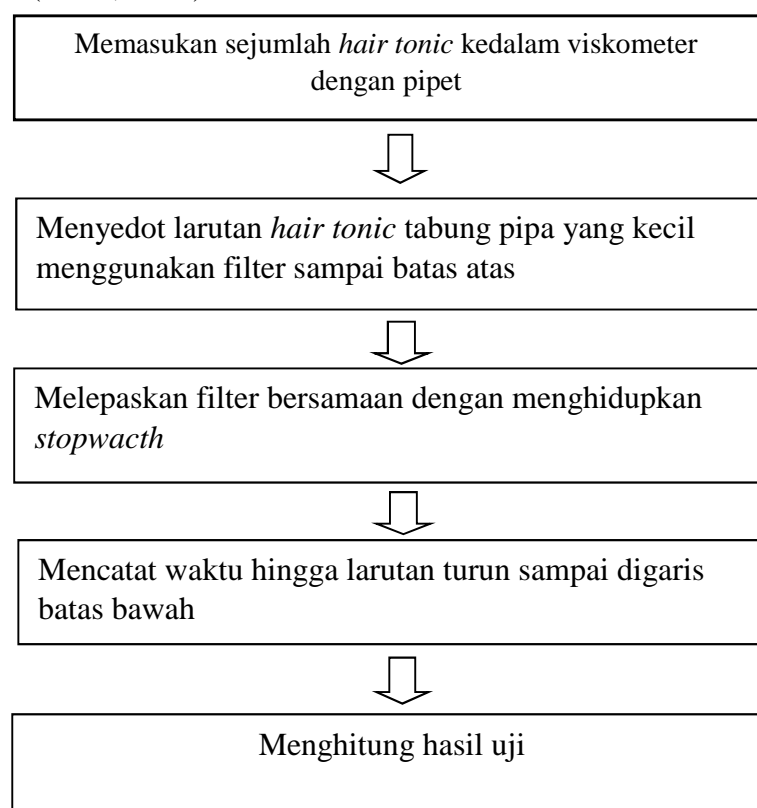 Memasukan sejumlah hair tonic kedalam viskometer
dengan pipet
Menyedot larutan hair tonic tabung pipa yang kecil
menggunakan filter sampai batas atas
Melepaskan filter bersamaan dengan menghidupkan
stopwacth
Mencatat waktu hingga larutan turun sampai digaris
batas bawah
Menghitung hasil uji